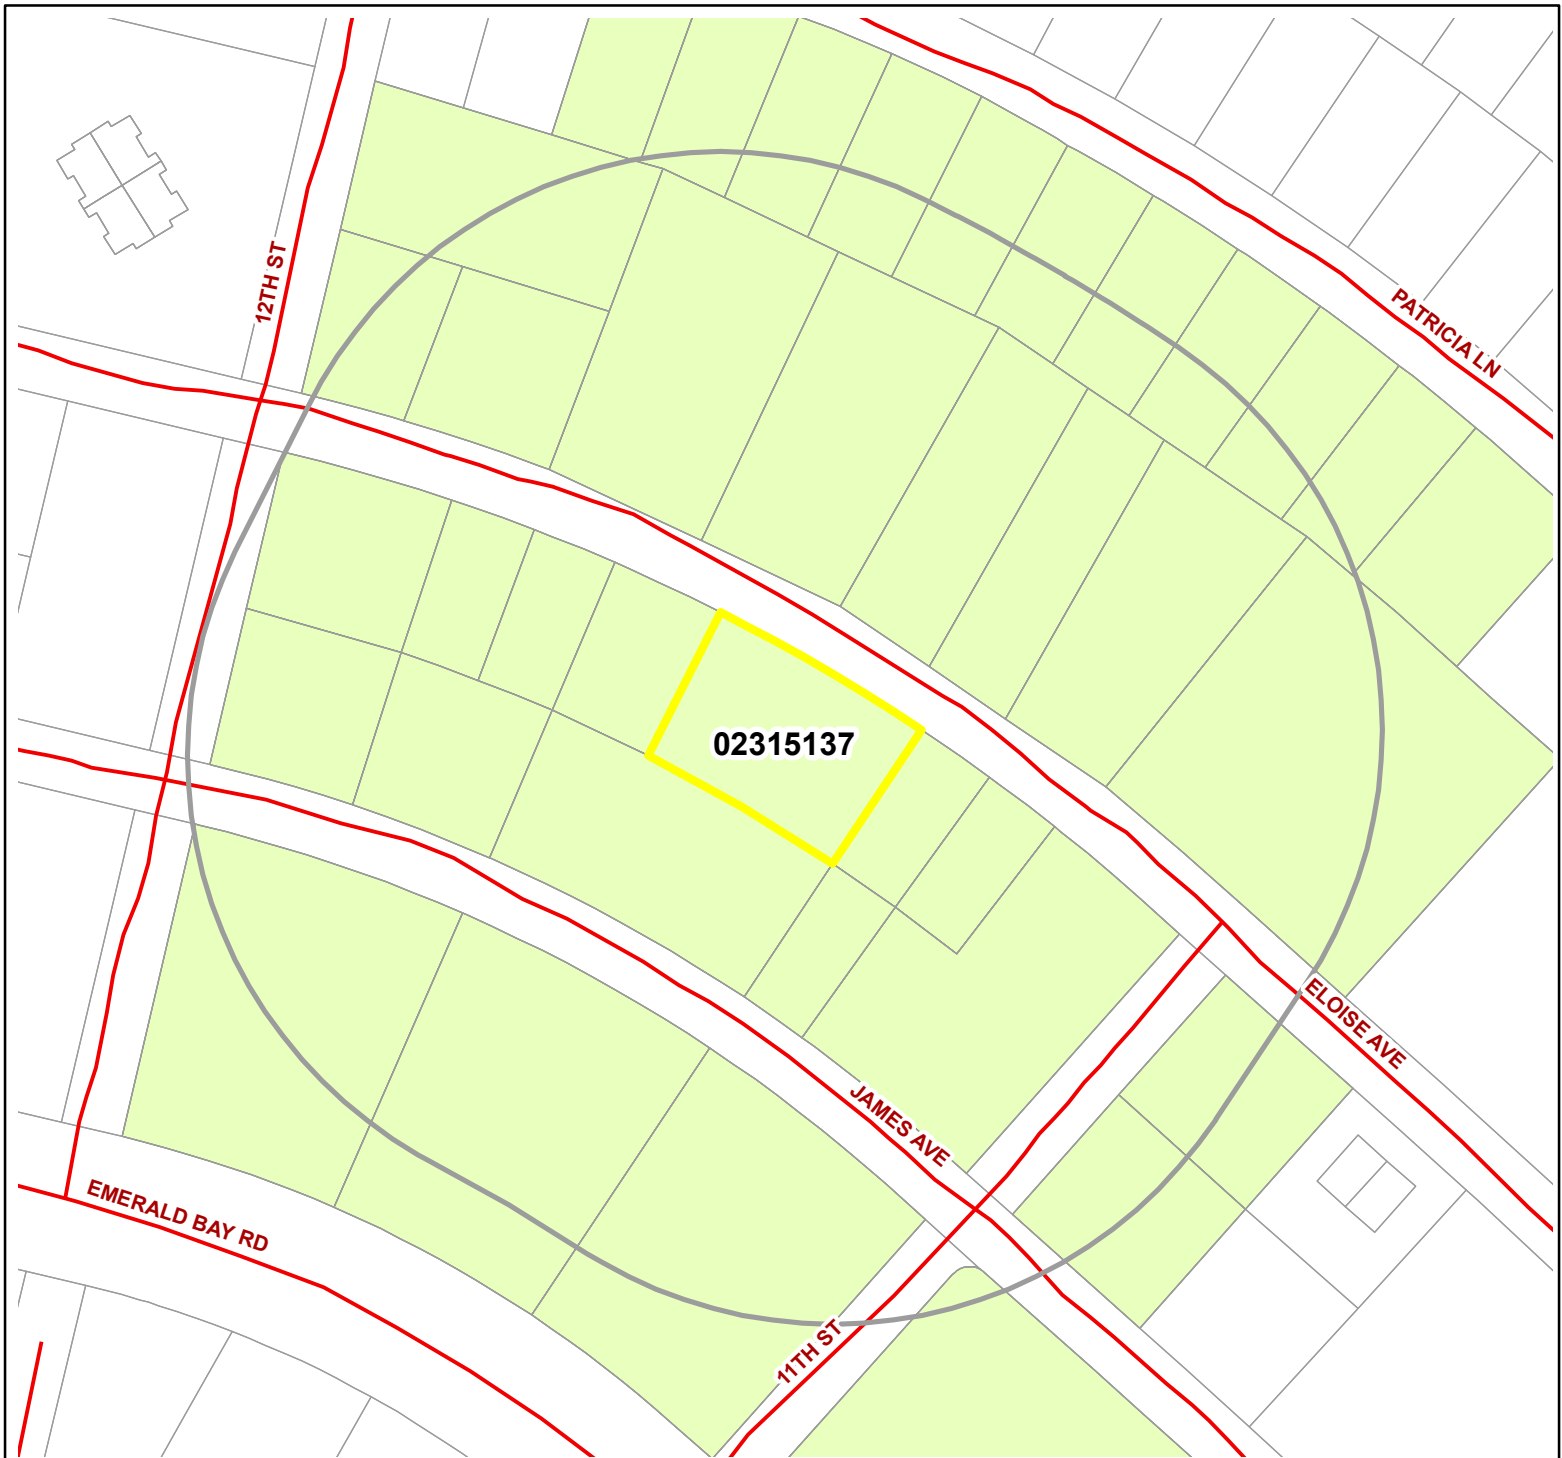 12TH ST
PATRICIA LN
02315137
ELOISE AVE
JAMES AVE
EMERALD BAY RD
11TH ST